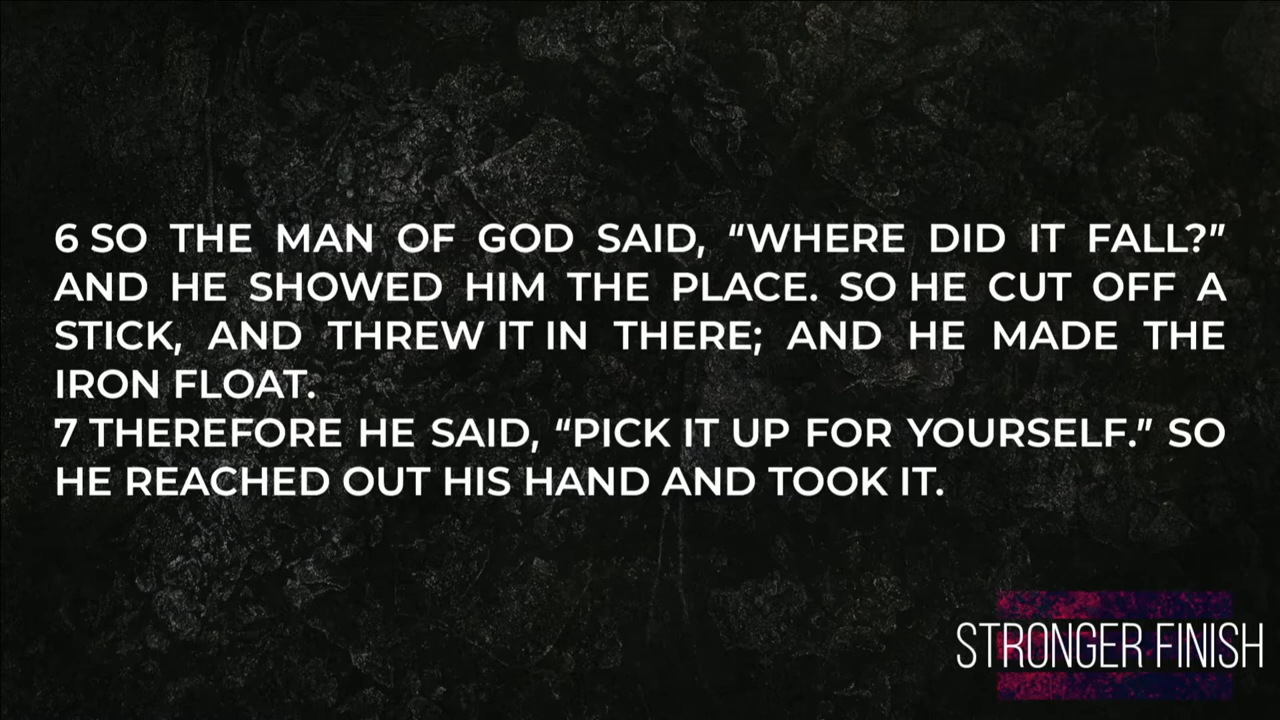 6 SO THE MAN OF GOD SAID, “WHERE DID IT FALL?”
AND HE SHOWED HIM THE PLACE. SO HE CUT OFF A
STICK, AND THREW IT IN THERE; AND HE MADE THE
IRON FLOAT.
7 THEREFORE HE SAID, “PICK IT UP FOR YOURSELF.” SO
HE REACHED OUT HIS HAND AND TOOK IT.
STRONGER FINISH